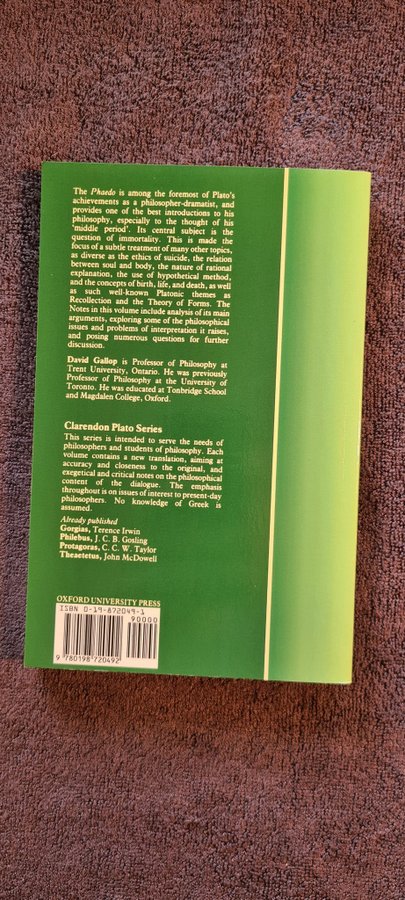 The Phaedo is among the foremost of Plato's
achievements as a philosopher-dramatist, and
provides one of the best introductions to his
philosophy, especially to the thought of his
'middle period'. Its central subject is the
question of immortality. This is made the
focus of a subtle treatment of many other topics,
as diverse as the ethics of suicide, the relation
between soul and body, the nature of rational
explanation, the use of hypothetical method,
and the concepts of birth, life, and death, as well
as such well-known Platonic themes as
Recollection and the Theory of Forms. The
Notes in this volume include analysis of its main
arguments, exploring some of the philosophical
issues and problems of interpretation it raises,
and posing numerous questions for further
discussion.
David Gallop is Professor of Philosophy at
Trent University, Ontario. He was previously
Professor of Philosophy at the University of
Toronto. He was educated at Tonbridge School
and Magdalen College, Oxford.
Clarendon Plato Series
This series is intended to serve the needs of
philosophers and students of philosophy. Each
volume contains a new translation, aiming at
accuracy and closeness to the original, and
exegetical and critical notes on the philosophical
content of the dialogue. The emphasis
throughout is on issues of interest to present-day
philosophers. No knowledge of Greek is
assumed.
Already published
Gorgias, Terence Irwin
Philebus, J. C. B. Gosling
Protagoras, C. C. W. Taylor
Theaetetus, John McDowell
OXFORD UNIVERSITY PRESS
ISBN 0-19-872049-1
90000
9 780198 720492